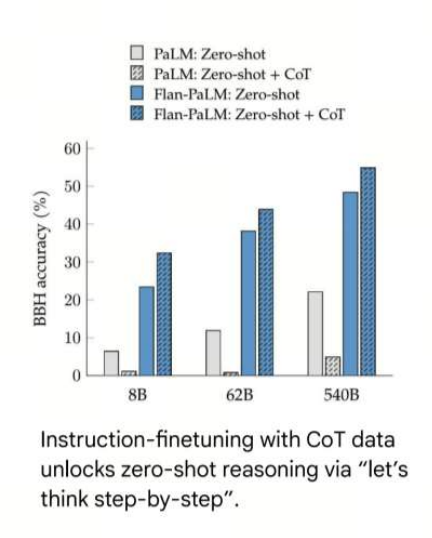 PaLM: Zero-shot
PaLM: Zero-shot + CoT
Flan-PaLM: Zero-shot
Flan-PaLM: Zero-shot + CoT
BBH accuracy (%)
60
50
40
30
20
10
0
8B
62B
540B
Instruction-finetuning with CoT data
unlocks zero-shot reasoning via “let’s
think step-by-step”.